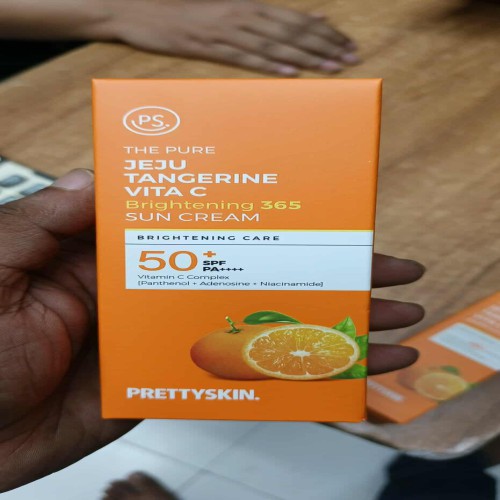 PS.
THE PURE
JEJU
TANGERINE
VITA C
Brightening 365
SUN CREAM
BRIGHTENING CARE
50+ SPF
PA++++
Vitamin C Complex
[Panthenol + Adenosine + Niacinamide]
PRETTYSKIN.